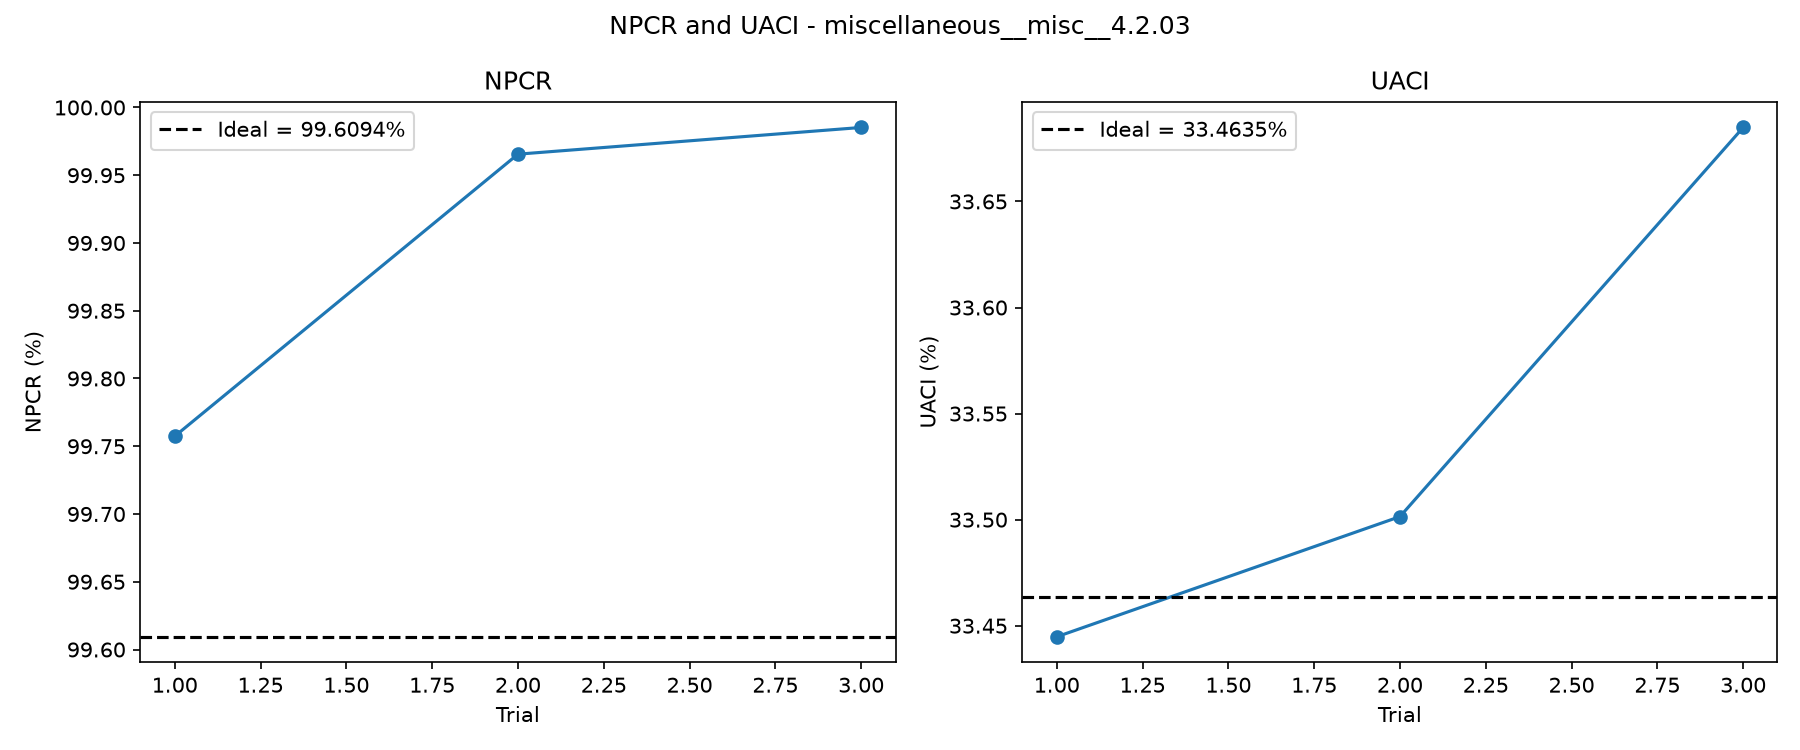 NPCR and UACI - miscellaneous__misc__4.2.03
NPCR
Ideal = 99.6094%
100.00
99.95
99.90
99.85
99.80
99.75
99.70
99.65
99.60
NPCR (%)
1.00 1.25 1.50 1.75 2.00 2.25 2.50 2.75 3.00
Trial
UACI
Ideal = 33.4635%
33.65
33.60
33.55
33.50
33.45
UACI (%)
1.00 1.25 1.50 1.75 2.00 2.25 2.50 2.75 3.00
Trial